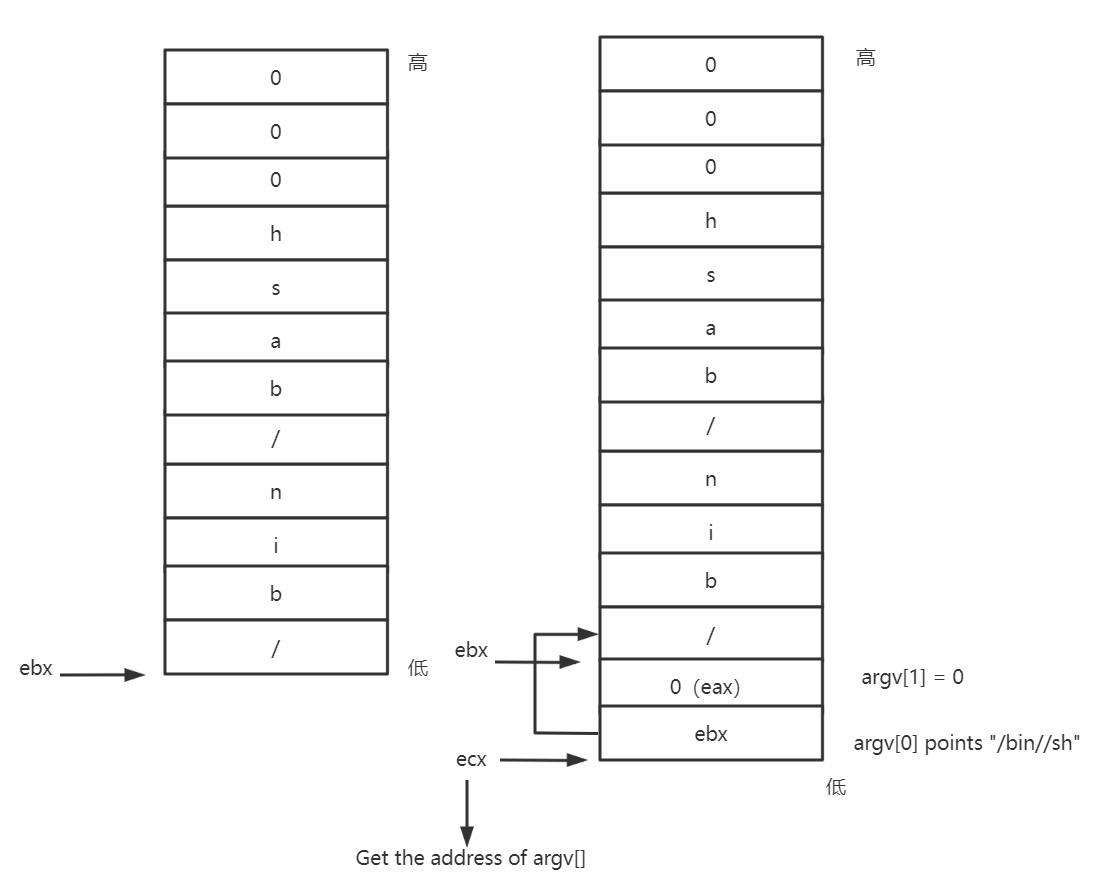 高
0
0
0
h
s
a
b
/
n
i
b
/
ebx
低
高
0
0
0
h
s
a
b
/
n
i
b
/
ebx
0（eax）
argv[1] = 0
ebx
argv[0] points "/bin//sh"
ecx
低
Get the address of argv[]